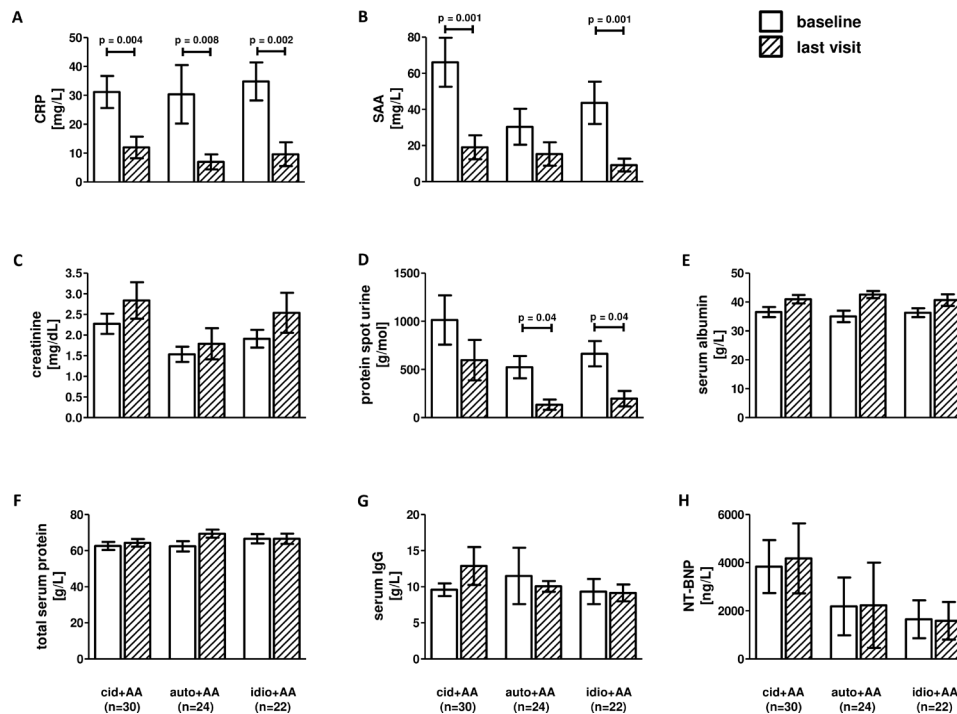 A
p = 0.004
p = 0.008
p = 0.002
CRP
[mg/L]
50
40
30
20
10
0
B
p = 0.001
p = 0.001
SAA
[mg/L]
80
60
40
20
0
baseline
last visit
C
creatinine
[mg/dL]
3.5
3.0
2.5
2.0
1.5
1.0
0.5
0.0
D
p = 0.04
p = 0.04
protein spot urine
[g/mol]
1500
1000
500
0
E
serum albumin
[g/L]
50
40
30
20
10
0
F
total serum protein
[g/L]
80
60
40
20
0
cid+AA
(n=30)
auto+AA
(n=24)
idio+AA
(n=22)
G
serum IgG
[g/L]
20
15
10
5
0
cid+AA
(n=30)
auto+AA
(n=24)
idio+AA
(n=22)
H
NT-BNP
[ng/L]
6000
4000
2000
0
cid+AA
(n=30)
auto+AA
(n=24)
idio+AA
(n=22)